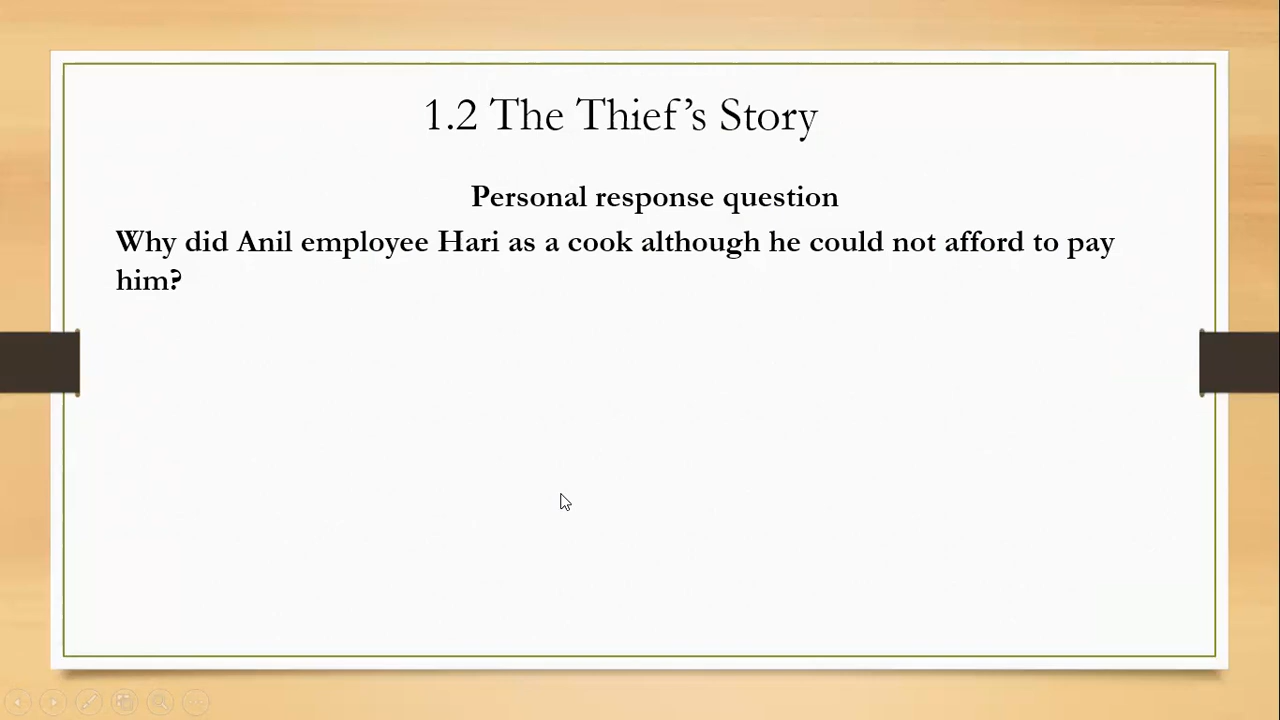 1.2 The Thief’s Story
Personal response question
Why did Anil employee Hari as a cook although he could not afford to pay
him?